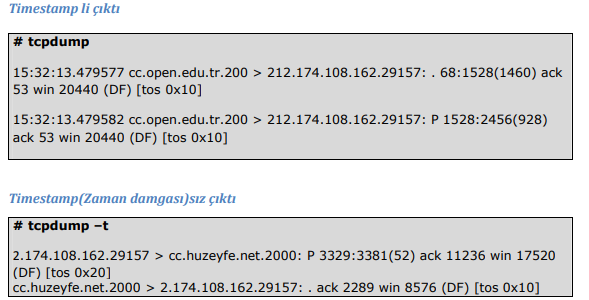 Timestamp li çıktı
# tcpdump
15:32:13.479577 cc.open.edu.tr.200 > 212.174.108.162.29157: . 68:1528(1460) ack
53 win 20440 (DF) [tos 0x10]
15:32:13.479582 cc.open.edu.tr.200 > 212.174.108.162.29157: P 1528:2456(928)
ack 53 win 20440 (DF) [tos 0x10]
Timestamp(Zaman damgası)sız çıktı
# tcpdump –t
2.174.108.162.29157 > cc.huzeyfe.net.2000: P 3329:3381(52) ack 11236 win 17520
(DF) [tos 0x20]
cc.huzeyfe.net.2000 > 2.174.108.162.29157: . ack 2289 win 8576 (DF) [tos 0x10]